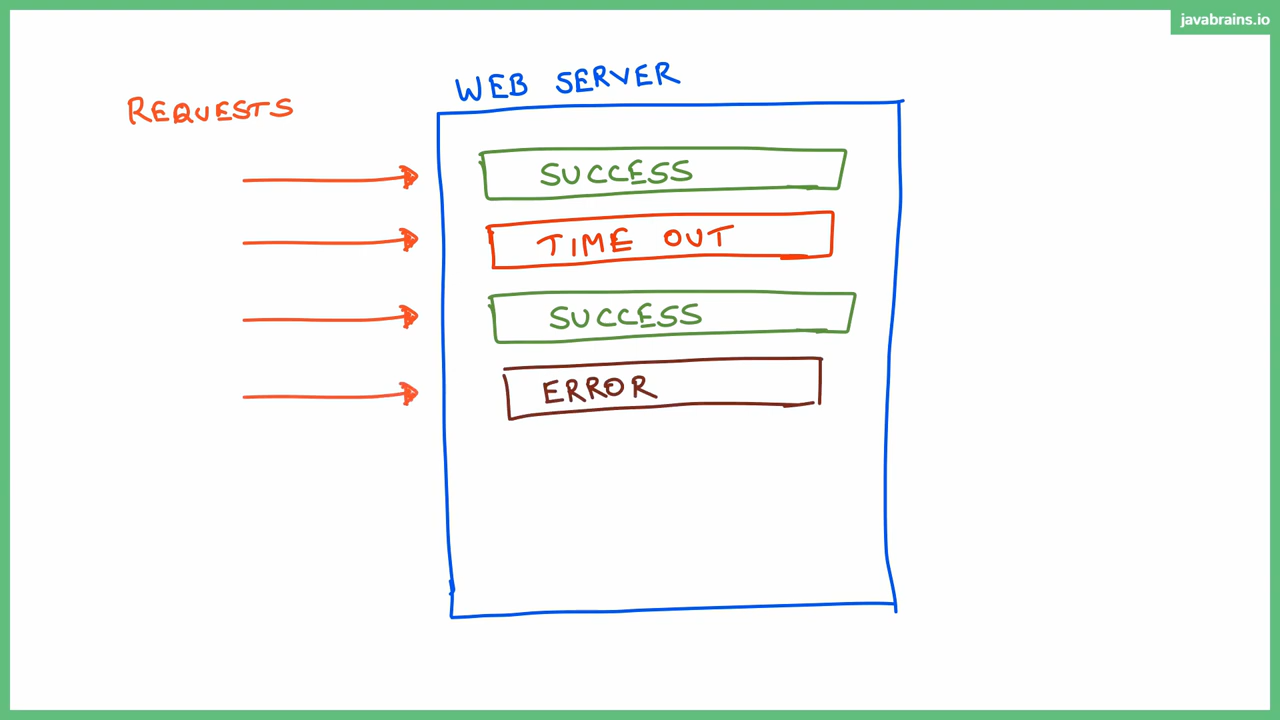 javabrains.io
WEB SERVER
REQUESTS
SUCCESS
TIME OUT
SUCCESS
ERROR